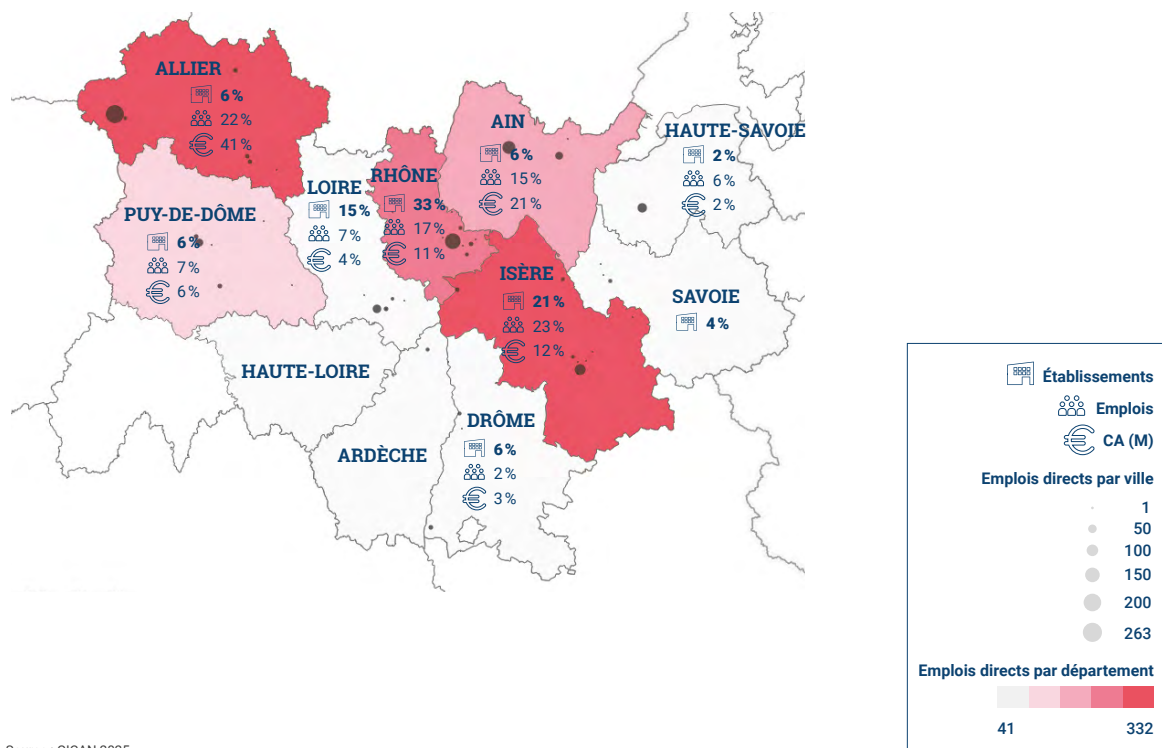 ALLIER
6%
22%
41%
PUY-DE-DÔME
6%
7%
6%
LOIRE
15%
7%
4%
RHÔNE
33%
17%
11%
AIN
6%
15%
21%
HAUTE-SAVOIE
2%
6%
2%
ISÈRE
21%
23%
12%
SAVOIE
4%
HAUTE-LOIRE
ARDÈCHE
DRÔME
6%
2%
3%
Établissements
Emplois
CA (M)
Emplois directs par ville
1
50
100
150
200
263
Emplois directs par département
41
332